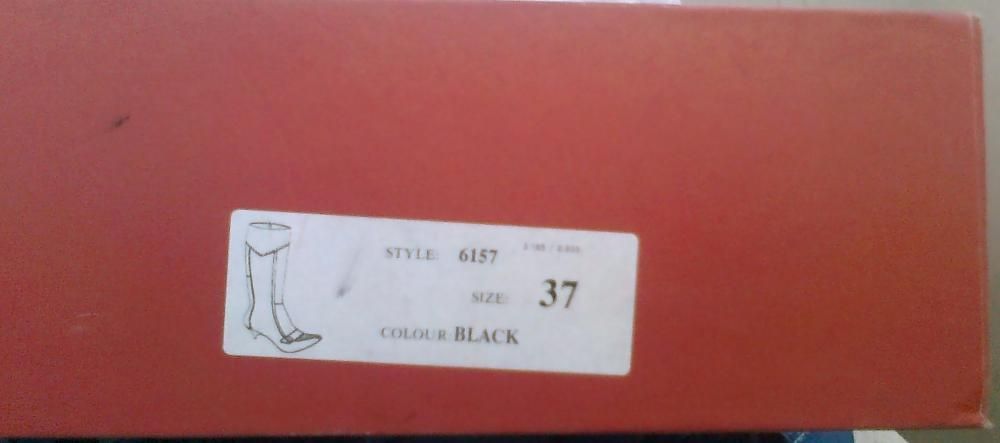 STYLE: 6157
SIZE: 37
COLOUR: BLACK